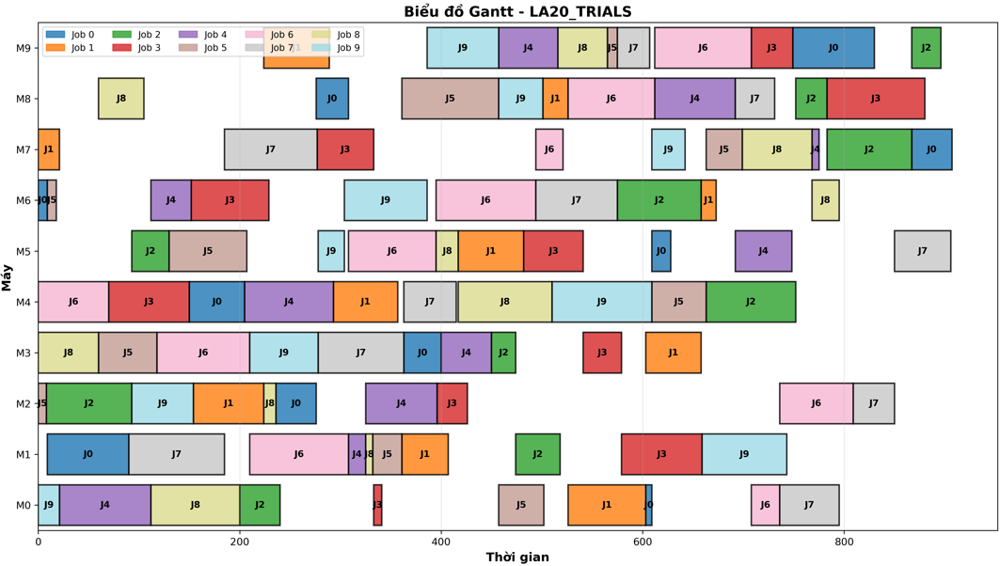 Biểu đồ Gantt - LA20_TRIALS
Job 0 Job 2 Job 4 Job 6 Job 8
Job 1 Job 3 Job 5 Job 7 Job 9
M9 J1 J9 J4 J8 J5 J7 J6 J3 J0 J2
M8 J8 J0 J5 J9 J1 J6 J4 J7 J2 J3
M7 J1 J7 J3 J6 J9 J5 J8 J4 J2 J0
M6 J0 J5 J4 J3 J9 J6 J7 J2 J1 J8
M5 J2 J5 J9 J6 J8 J1 J3 J0 J4 J7
Máy
M4 J6 J3 J0 J4 J1 J7 J8 J9 J5 J2
M3 J8 J5 J6 J9 J7 J0 J4 J2 J3 J1
M2 J5 J2 J9 J1 J8 J0 J4 J3 J6 J7
M1 J0 J7 J6 J4 J8 J5 J1 J2 J3 J9
M0 J9 J4 J8 J2 J3 J5 J1 J0 J6 J7
0 200 400 600 800
Thời gian